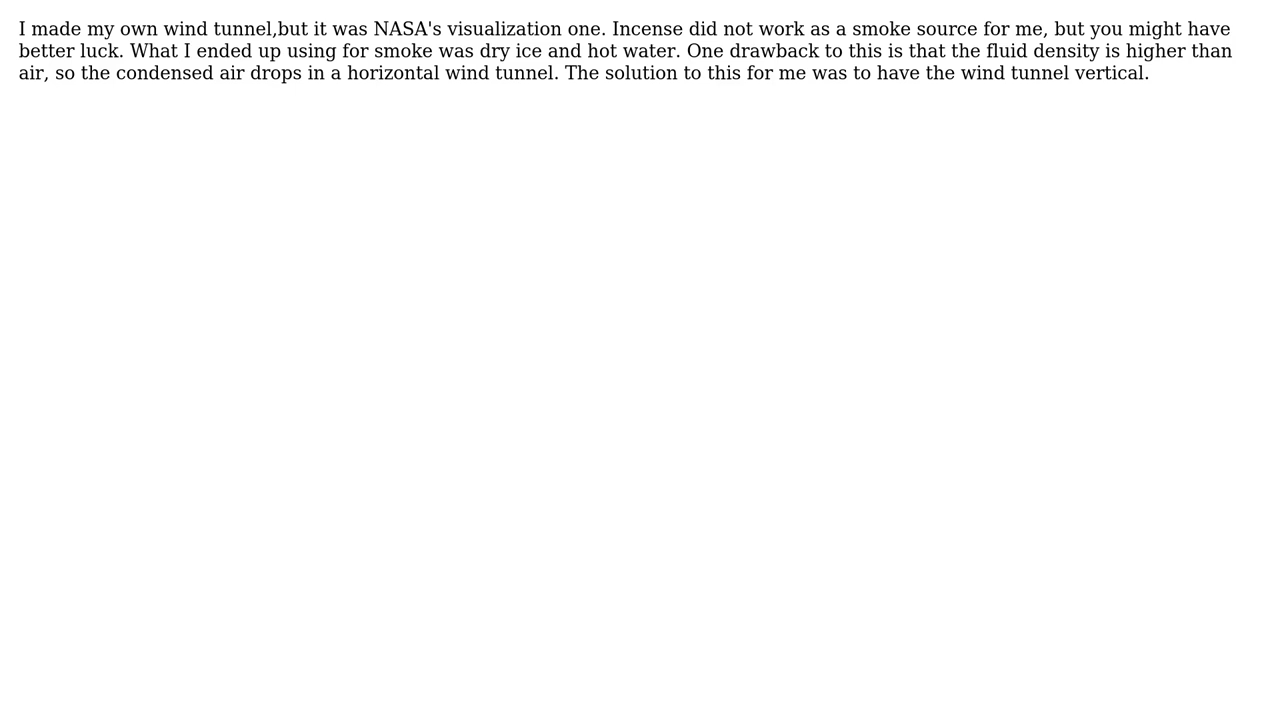 I made my own wind tunnel,but it was NASA's visualization one. Incense did not work as a smoke source for me, but you might have
better luck. What I ended up using for smoke was dry ice and hot water. One drawback to this is that the fluid density is higher than
air, so the condensed air drops in a horizontal wind tunnel. The solution to this for me was to have the wind tunnel vertical.